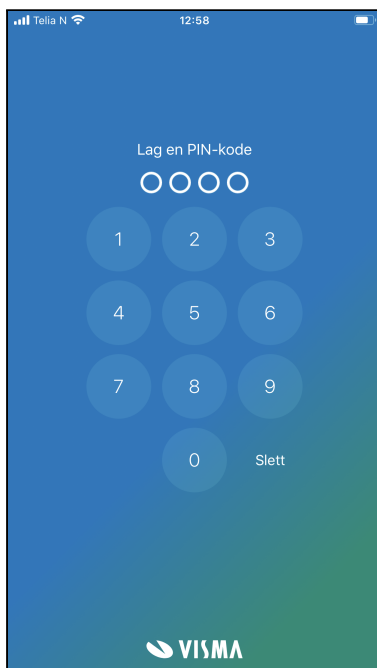 Telia N 12:58
Lag en PIN-kode
1 2 3
4 5 6
7 8 9
0 Slett
VISMA